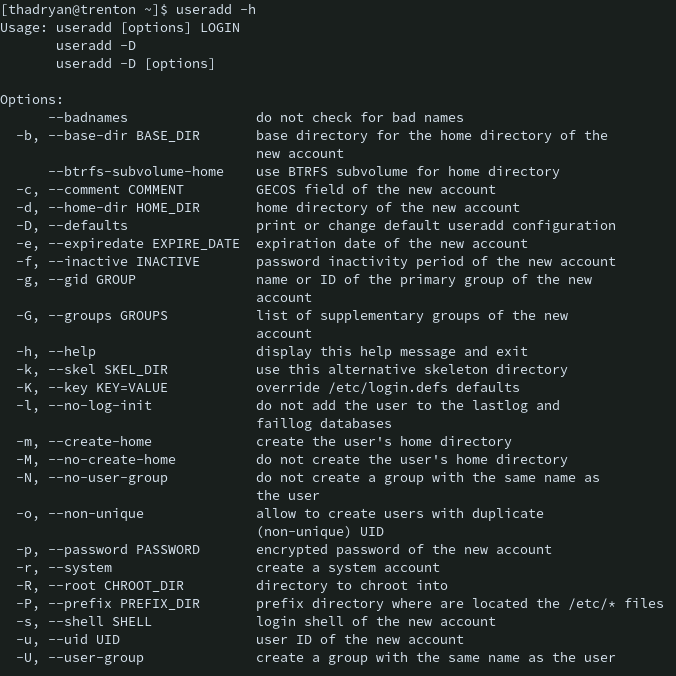 [thadryan@trenton ~]$ useradd -h
Usage: useradd [options] LOGIN
       useradd -D
       useradd -D [options]

Options:
      --badnames                do not check for bad names
  -b, --base-dir BASE_DIR       base directory for the home directory of the
                                new account
      --btrfs-subvolume-home    use BTRFS subvolume for home directory
  -c, --comment COMMENT         GECOS field of the new account
  -d, --home-dir HOME_DIR       home directory of the new account
  -D, --defaults                print or change default useradd configuration
  -e, --expiredate EXPIRE_DATE  expiration date of the new account
  -f, --inactive INACTIVE       password inactivity period of the new account
  -g, --gid GROUP               name or ID of the primary group of the new
                                account
  -G, --groups GROUPS           list of supplementary groups of the new
                                account
  -h, --help                    display this help message and exit
  -k, --skel SKEL_DIR           use this alternative skeleton directory
  -K, --key KEY=VALUE           override /etc/login.defs defaults
  -l, --no-log-init             do not add the user to the lastlog and
                                faillog databases
  -m, --create-home             create the user's home directory
  -M, --no-create-home          do not create the user's home directory
  -N, --no-user-group           do not create a group with the same name as
                                the user
  -o, --non-unique              allow to create users with duplicate
                                (non-unique) UID
  -p, --password PASSWORD       encrypted password of the new account
  -r, --system                  create a system account
  -R, --root CHROOT_DIR         directory to chroot into
  -P, --prefix PREFIX_DIR       prefix directory where are located the /etc/* files
  -s, --shell SHELL             login shell of the new account
  -u, --uid UID                 user ID of the new account
  -U, --user-group              create a group with the same name as the user